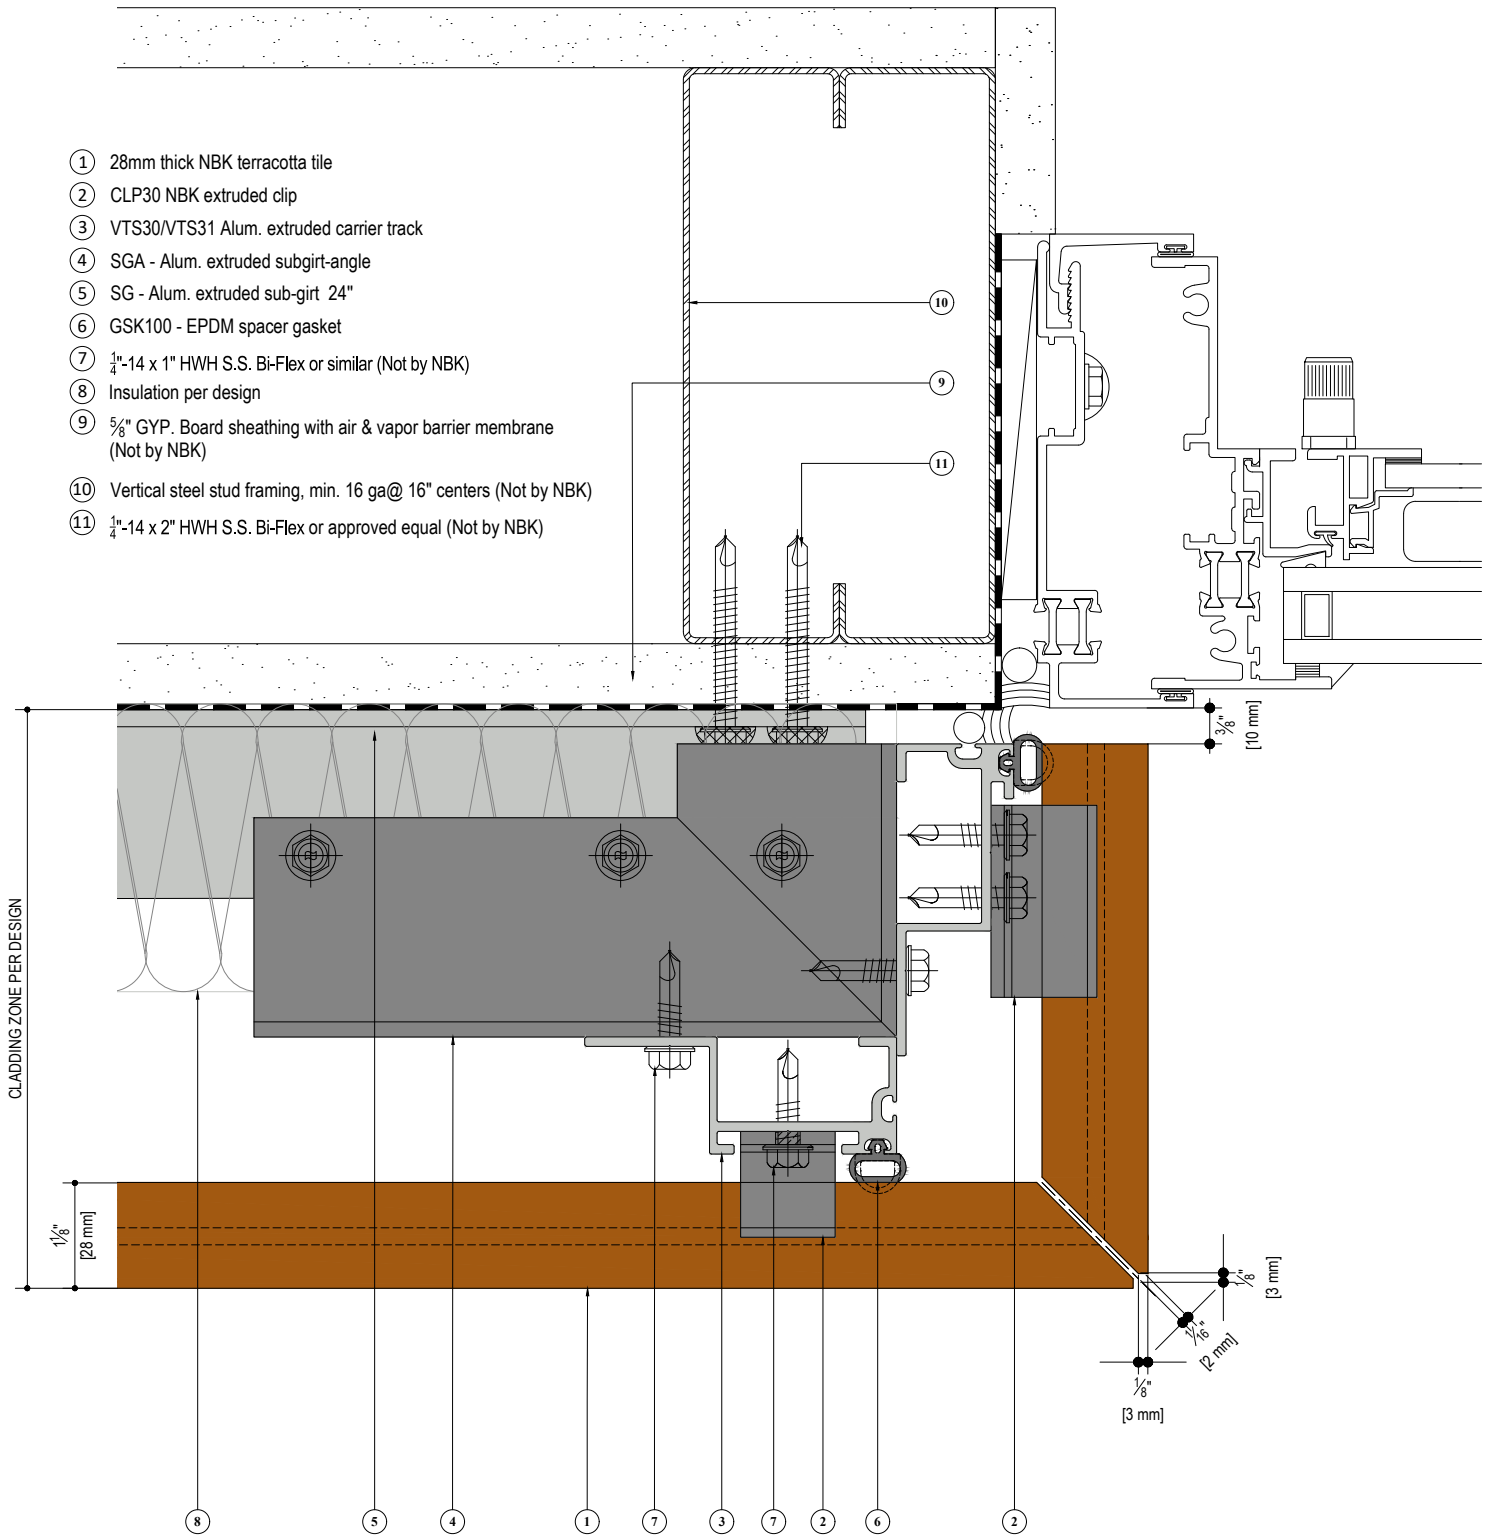 1 28mm thick NBK terracotta tile
2 CLP30 NBK extruded clip
3 VTS30/VTS31 Alum. extruded carrier track
4 SGA - Alum. extruded subgirt-angle
5 SG - Alum. extruded sub-girt 24"
6 GSK100 - EPDM spacer gasket
7 1/4"-14 x 1" HWH S.S. Bi-Flex or similar (Not by NBK)
8 Insulation per design
9 5/8" GYP. Board sheathing with air & vapor barrier membrane
(Not by NBK)
10 Vertical steel stud framing, min. 16 ga@ 16" centers (Not by NBK)
11 1/4"-14 x 2" HWH S.S. Bi-Flex or approved equal (Not by NBK)
10
9
11
3/8"
[10 mm]
CLADDING ZONE PER DESIGN
1 1/8"
[28 mm]
1/8"
[3 mm]
1/16"
[2 mm]
1/8"
[3 mm]
8 5 4 1 7 3 7 2 6 2